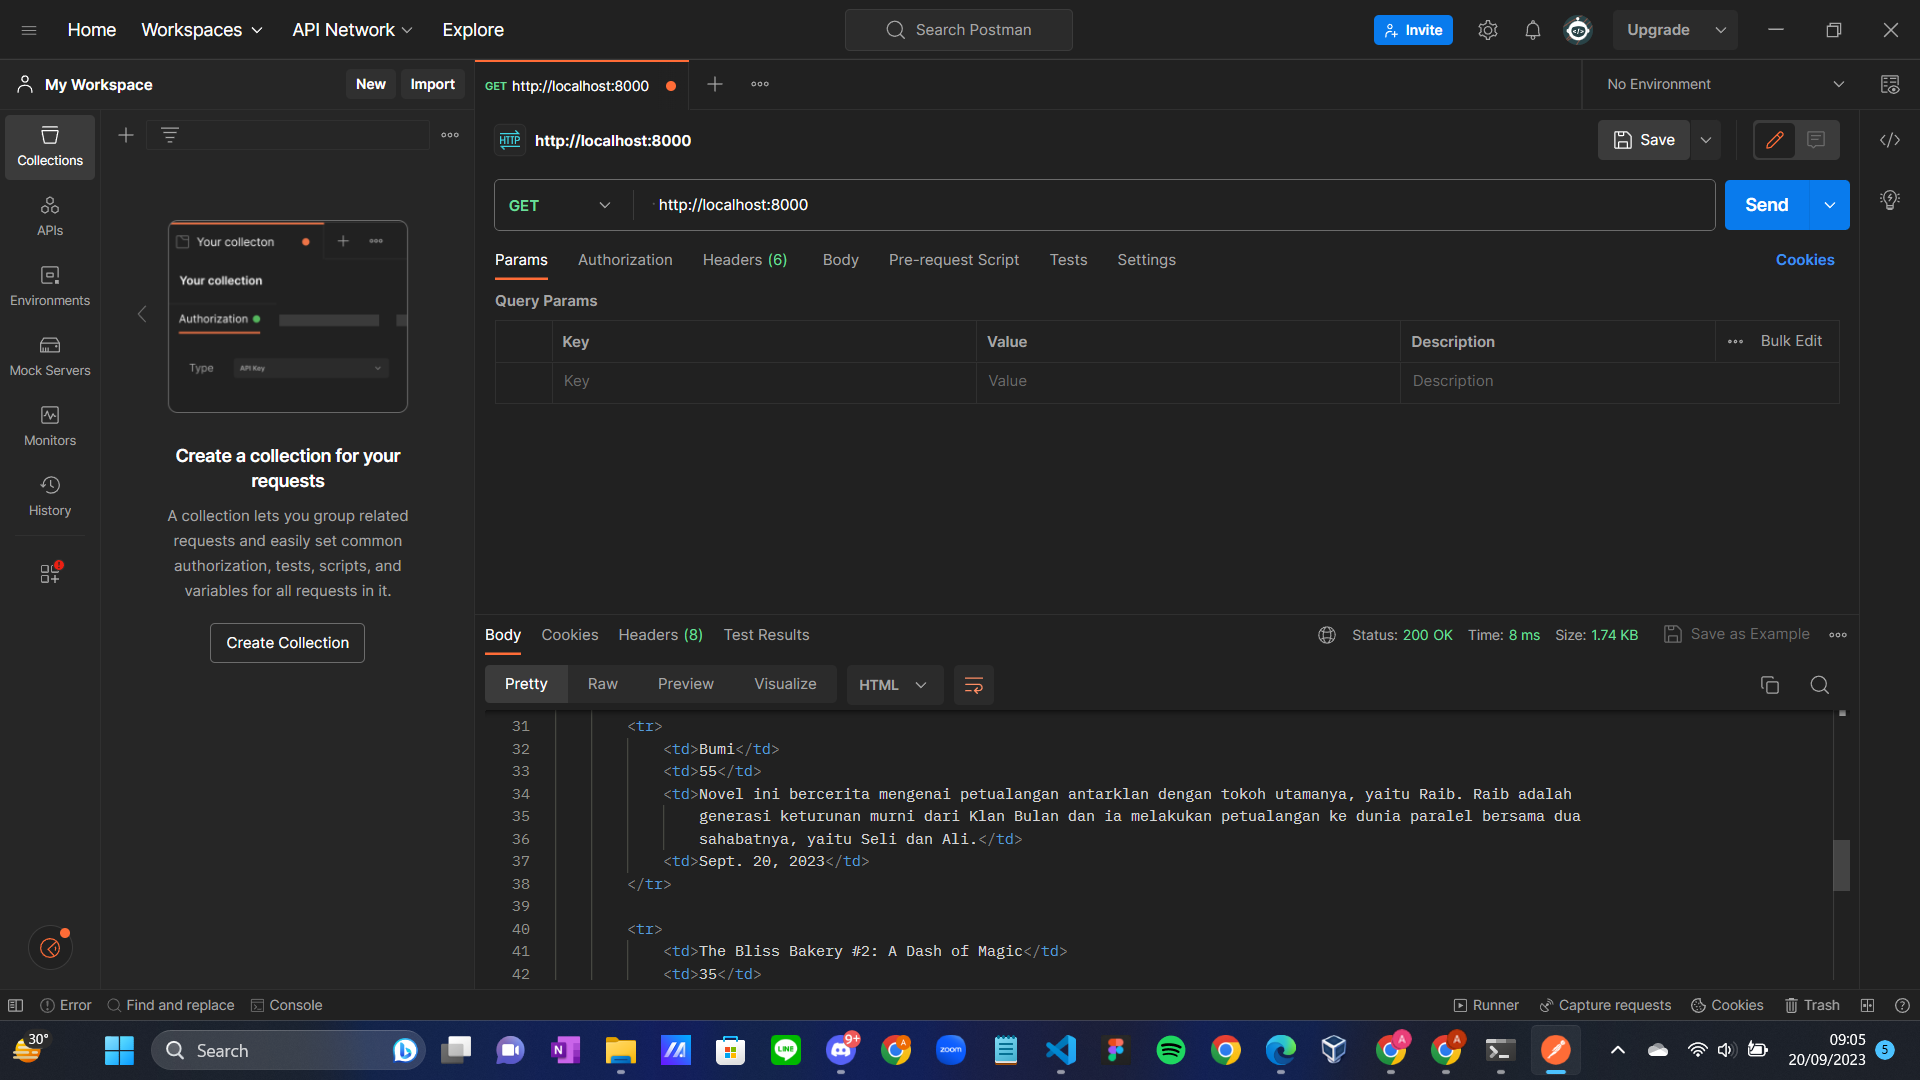 Home
Workspaces
API Network
Explore
Search Postman
Invite
Upgrade
My Workspace
New
Import
GET http://localhost:8000
No Environment
Collections
APIs
Environments
Mock Servers
Monitors
History
Your collecton
Your collection
Authorization
Type
API Key
Create a collection for your
requests
A collection lets you group related
requests and easily set common
authorization, tests, scripts, and
variables for all requests in it.
Create Collection
HTTP http://localhost:8000
Save
GET
http://localhost:8000
Send
Params
Authorization
Headers (6)
Body
Pre-request Script
Tests
Settings
Cookies
Query Params
Key
Value
Description
Bulk Edit
Key
Value
Description
Body
Cookies
Headers (8)
Test Results
Status: 200 OK
Time: 8 ms
Size: 1.74 KB
Save as Example
Pretty
Raw
Preview
Visualize
HTML
31 <tr>
32 <td>Bumi</td>
33 <td>55</td>
34 <td>Novel ini bercerita mengenai petualangan antarklan dengan tokoh utamanya, yaitu Raib. Raib adalah
35 generasi keturunan murni dari Klan Bulan dan ia melakukan petualangan ke dunia paralel bersama dua
36 sahabatnya, yaitu Seli dan Ali.</td>
37 <td>Sept. 20, 2023</td>
38 </tr>
39
40 <tr>
41 <td>The Bliss Bakery #2: A Dash of Magic</td>
42 <td>35</td>
Error
Find and replace
Console
Runner
Capture requests
Cookies
Trash
30°
Search
N
LINE
9+
A
zoom
A
A
09:05
20/09/2023
5